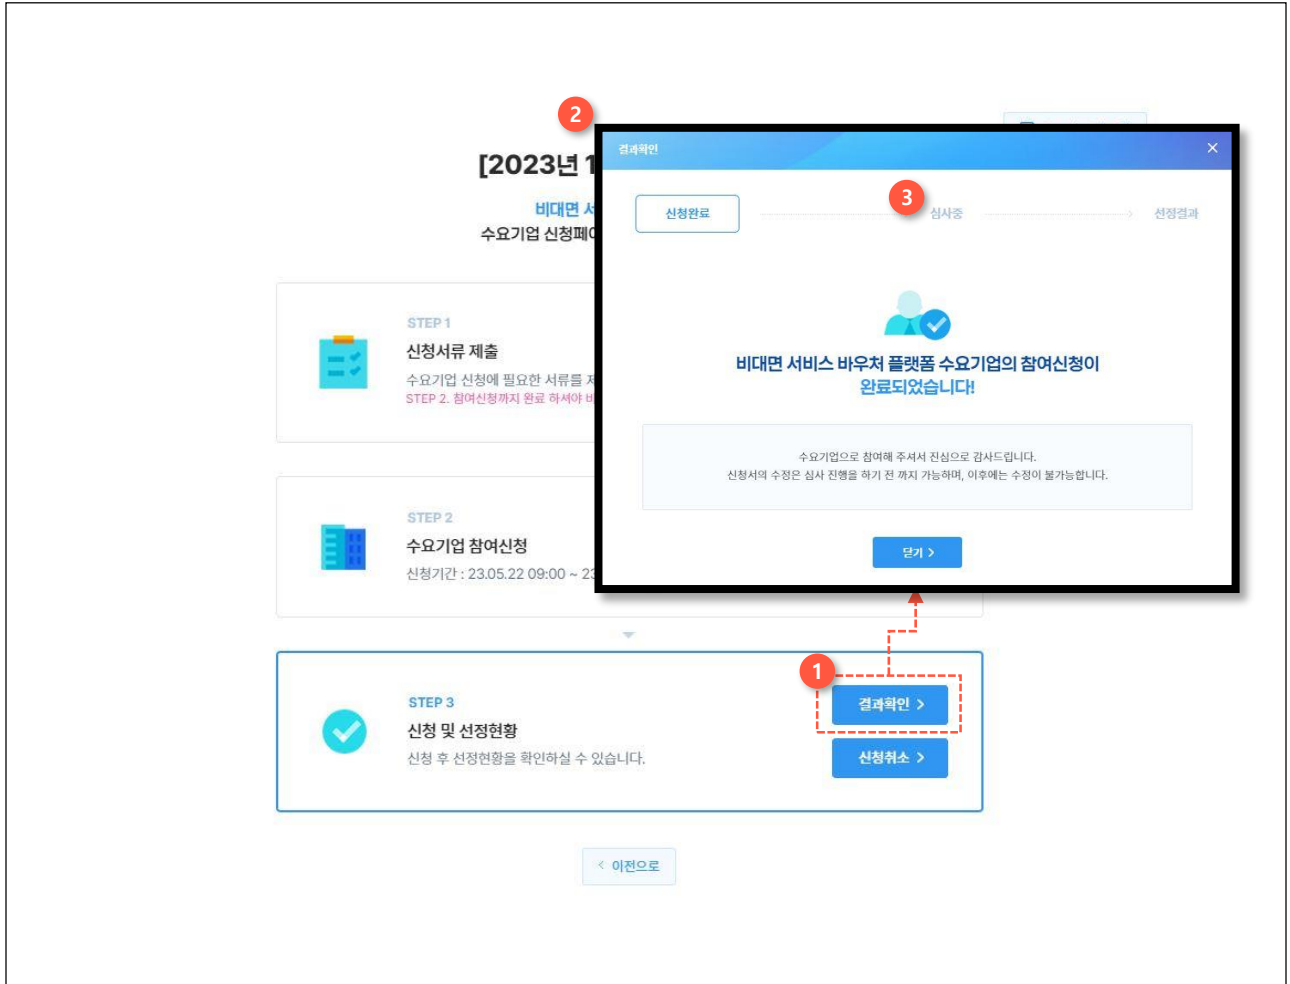 2
[2023년 1
비대면 서
수요기업 신청페이
결과확인
신청완료
3
심사중
선정결과
비대면 서비스 바우처 플랫폼 수요기업의 참여신청이
완료되었습니다!
수요기업으로 참여해 주셔서 진심으로 감사드립니다.
신청서의 수정은 심사 진행을 하기 전 까지 가능하며, 이후에는 수정이 불가능합니다.
닫기 >
STEP 1
신청서류 제출
수요기업 신청에 필요한 서류를 제
STEP 2. 참여신청까지 완료 하셔야 비
STEP 2
수요기업 참여신청
신청기간 : 23.05.22 09:00 ~ 23
1
STEP 3
신청 및 선정현황
신청 후 선정현황을 확인하실 수 있습니다.
결과확인 >
신청취소 >
< 이전으로